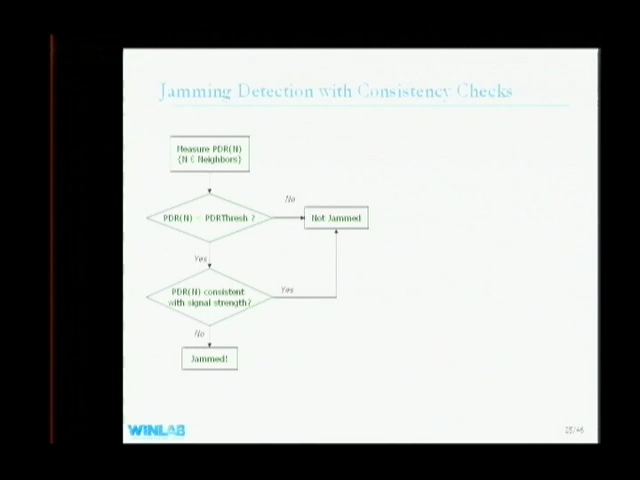 Jamming Detection with Consistency Checks
Measure PDR(N)
(N ∈ Neighbors)
No
PDR(N) < PDRThresh ?
Not Jammed
Yes
PDR(N) consistent
with signal strength?
Yes
No
Jammed!
WINLAB